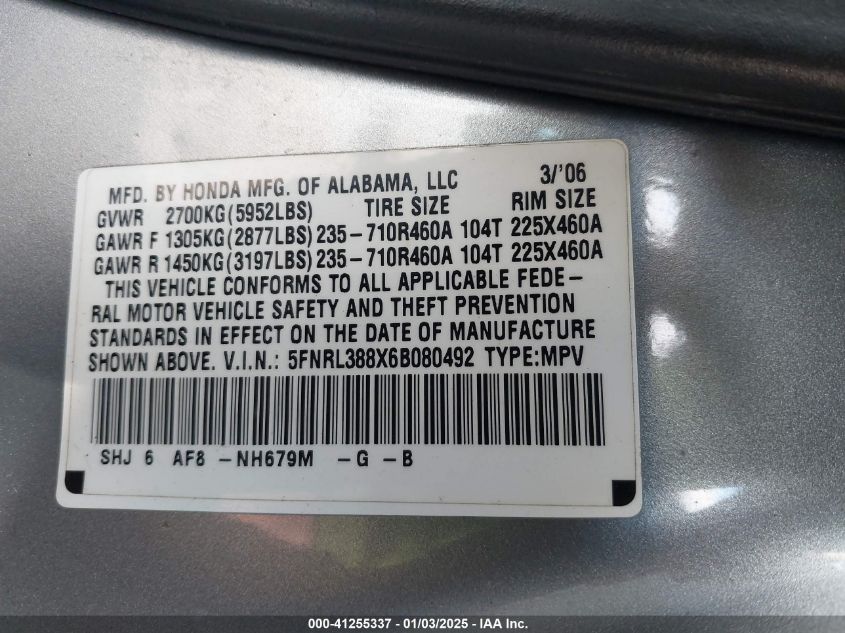 MFD. BY HONDA MFG. OF ALABAMA, LLC 3/'06
GVWR 2700KG(5952LBS) TIRE SIZE RIM SIZE
GAWR F 1305KG(2877LBS) 235-710R460A 104T 225X460A
GAWR R 1450KG(3197LBS) 235-710R460A 104T 225X460A
THIS VEHICLE CONFORMS TO ALL APPLICABLE FEDE-
RAL MOTOR VEHICLE SAFETY AND THEFT PREVENTION
STANDARDS IN EFFECT ON THE DATE OF MANUFACTURE
SHOWN ABOVE. V.I.N.: 5FNRL388X6B080492 TYPE:MPV
SHJ 6 AF8 -NH679M -G -B
000-41255337 - 01/03/2025 - IAA Inc.